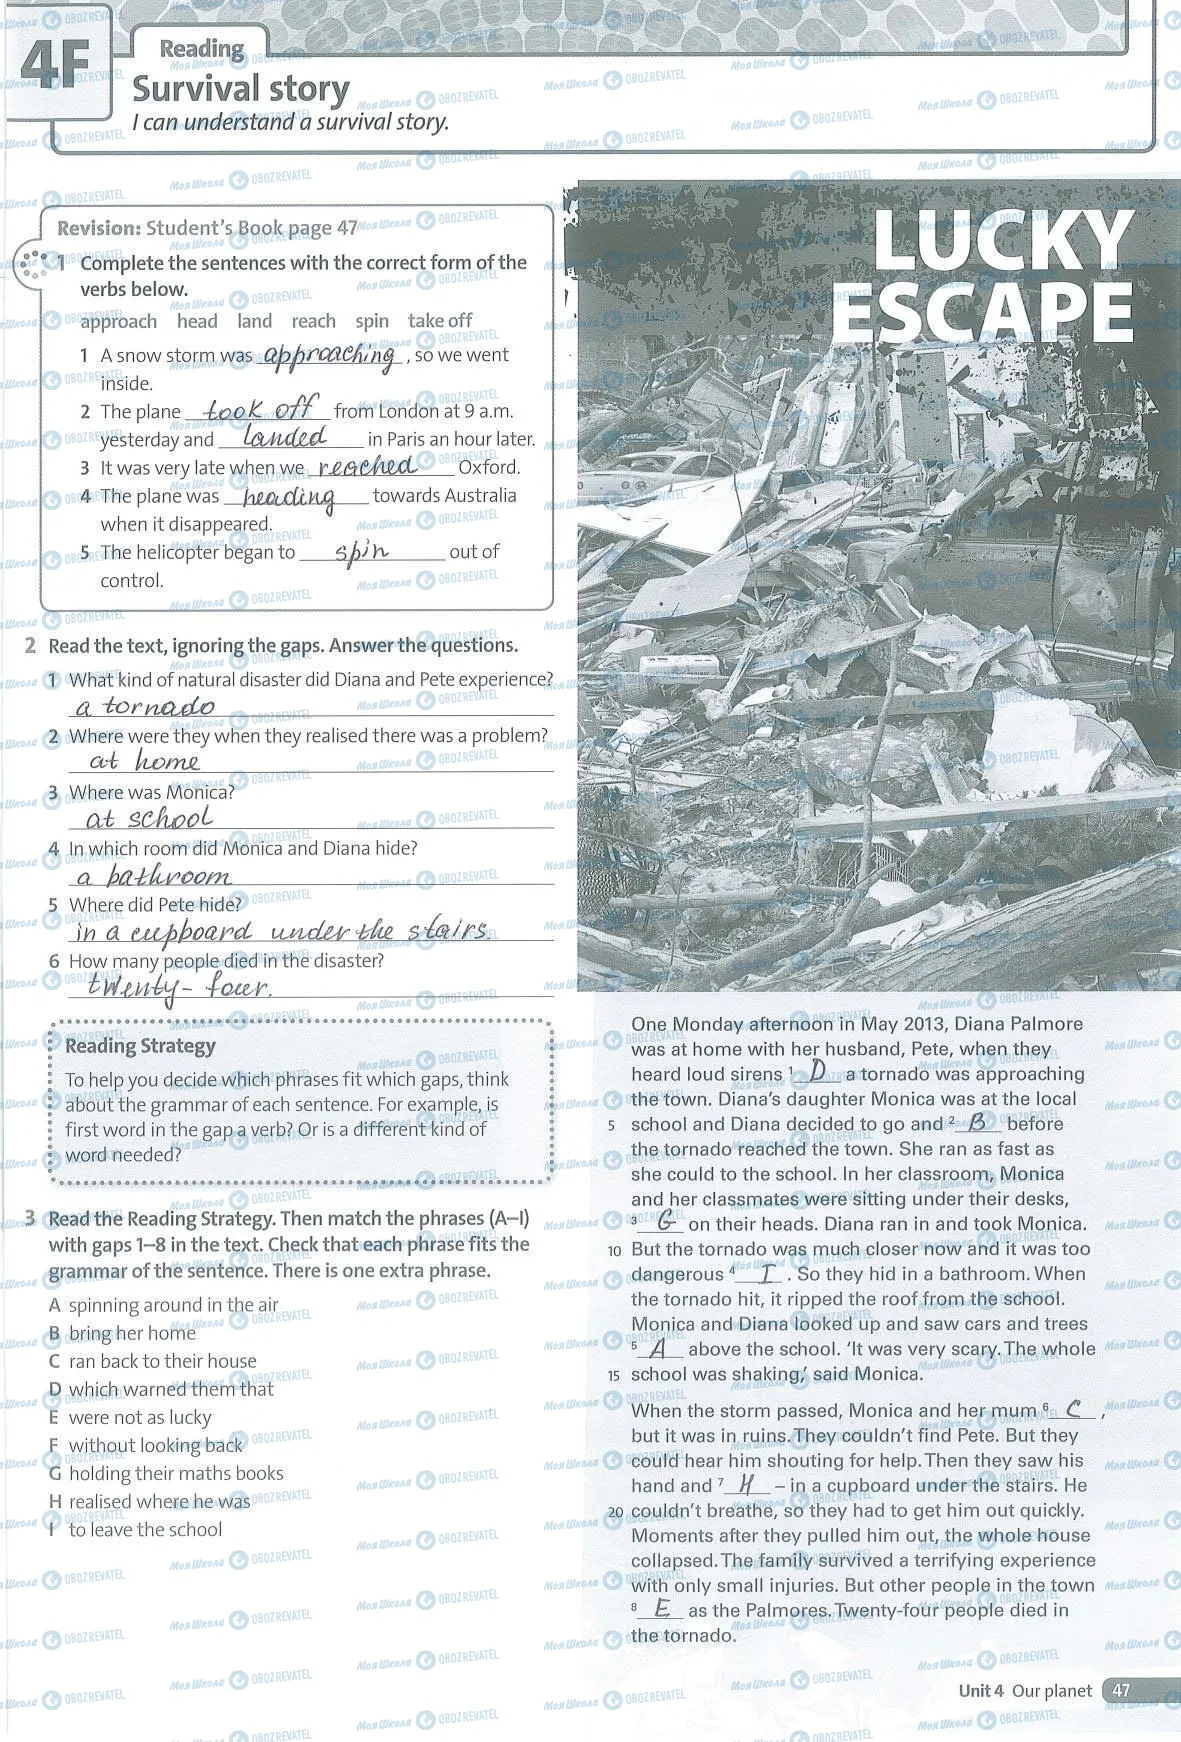 4F
Reading
Survival story
I can understand a survival story.
Revision: Student's Book page 47
1 Complete the sentences with the correct form of the
verbs below.
approach head land reach spin take off
1 A snow storm was approaching, so we went
inside.
2 The plane took off from London at 9 a.m.
yesterday and landed in Paris an hour later.
3 It was very late when we reached Oxford.
4 The plane was heading towards Australia
when it disappeared.
5 The helicopter began to spin out of
control.
2 Read the text, ignoring the gaps. Answer the questions.
1 What kind of natural disaster did Diana and Pete experience?
a tornado
2 Where were they when they realised there was a problem?
at home
3 Where was Monica?
at school
4 In which room did Monica and Diana hide?
a bathroom
5 Where did Pete hide?
in a cupboard under the stairs.
6 How many people died in the disaster?
twenty-four.
Reading Strategy
To help you decide which phrases fit which gaps, think
about the grammar of each sentence. For example, is
first word in the gap a verb? Or is a different kind of
word needed?
3 Read the Reading Strategy. Then match the phrases (A–I)
with gaps 1–8 in the text. Check that each phrase fits the
grammar of the sentence. There is one extra phrase.
A spinning around in the air
B bring her home
C ran back to their house
D which warned them that
E were not as lucky
F without looking back
G holding their maths books
H realised where he was
I to leave the school
LUCKY
ESCAPE
One Monday afternoon in May 2013, Diana Palmore
was at home with her husband, Pete, when they
heard loud sirens 1 D a tornado was approaching
the town. Diana's daughter Monica was at the local
5 school and Diana decided to go and 2 B before
the tornado reached the town. She ran as fast as
she could to the school. In her classroom, Monica
and her classmates were sitting under their desks,
3 G on their heads. Diana ran in and took Monica.
10 But the tornado was much closer now and it was too
dangerous 4 I . So they hid in a bathroom. When
the tornado hit, it ripped the roof from the school.
Monica and Diana looked up and saw cars and trees
5 A above the school. 'It was very scary. The whole
15 school was shaking,' said Monica.
When the storm passed, Monica and her mum 6 C ,
but it was in ruins. They couldn't find Pete. But they
could hear him shouting for help. Then they saw his
hand and 7 H – in a cupboard under the stairs. He
20 couldn't breathe, so they had to get him out quickly.
Moments after they pulled him out, the whole house
collapsed. The family survived a terrifying experience
with only small injuries. But other people in the town
8 E as the Palmores. Twenty-four people died in
the tornado.
Unit 4 Our planet 47
Моя Школа OBOZREVATEL